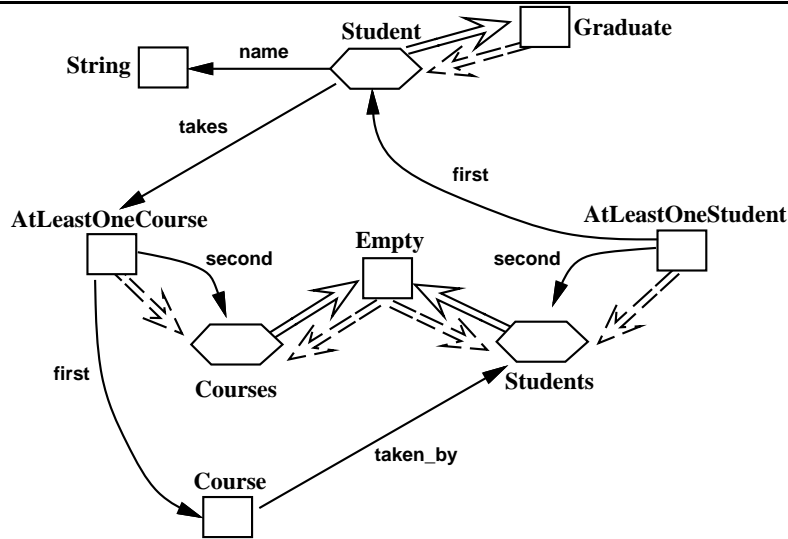 Student
Graduate
String
name
takes
first
AtLeastOneCourse
AtLeastOneStudent
Empty
second
second
first
Courses
Students
taken_by
Course